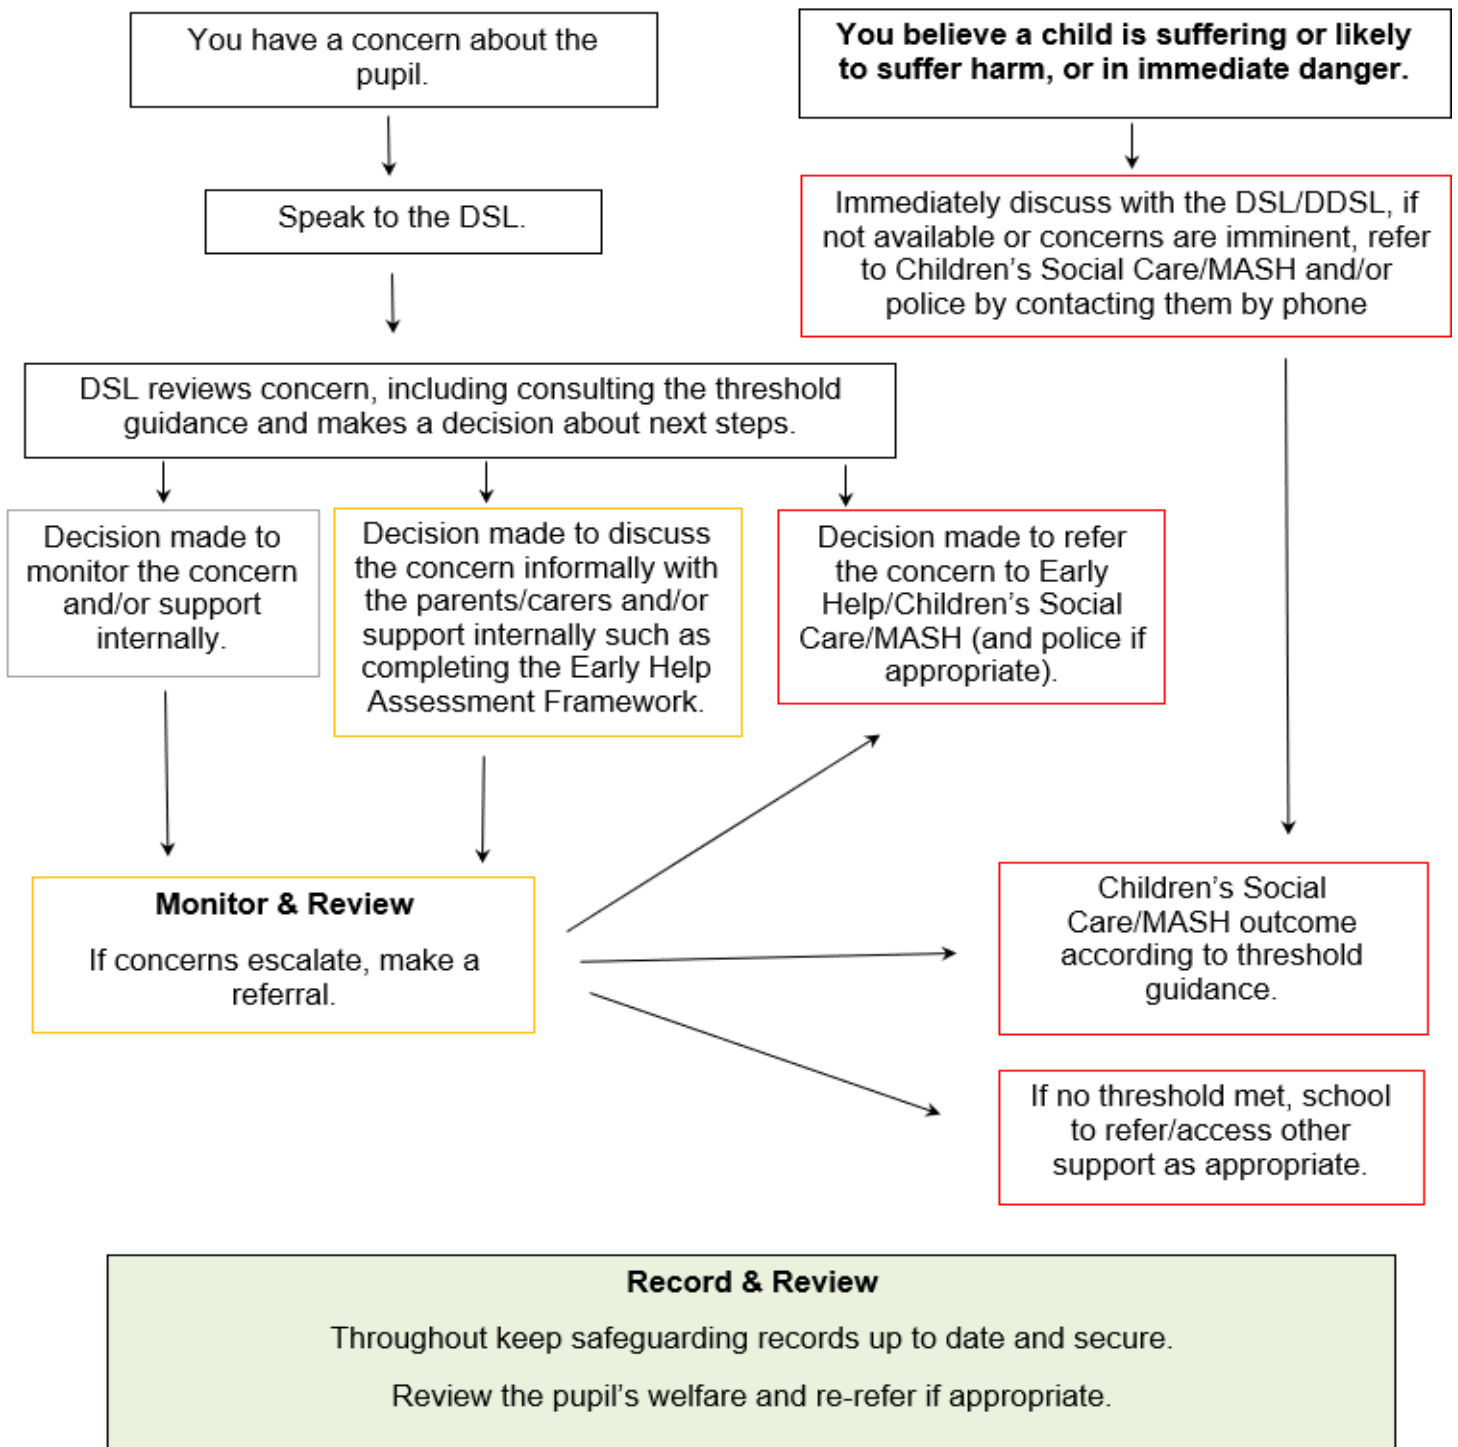 You have a concern about the
pupil.
You believe a child is suffering or likely
to suffer harm, or in immediate danger.
Speak to the DSL.
Immediately discuss with the DSL/DDSL, if
not available or concerns are imminent, refer
to Children’s Social Care/MASH and/or
police by contacting them by phone
DSL reviews concern, including consulting the threshold
guidance and makes a decision about next steps.
Decision made to
monitor the concern
and/or support
internally.
Decision made to discuss
the concern informally with
the parents/carers and/or
support internally such as
completing the Early Help
Assessment Framework.
Decision made to refer
the concern to Early
Help/Children’s Social
Care/MASH (and police if
appropriate).
Monitor & Review
If concerns escalate, make a
referral.
Children’s Social
Care/MASH outcome
according to threshold
guidance.
If no threshold met, school
to refer/access other
support as appropriate.
Record & Review
Throughout keep safeguarding records up to date and secure.
Review the pupil’s welfare and re-refer if appropriate.